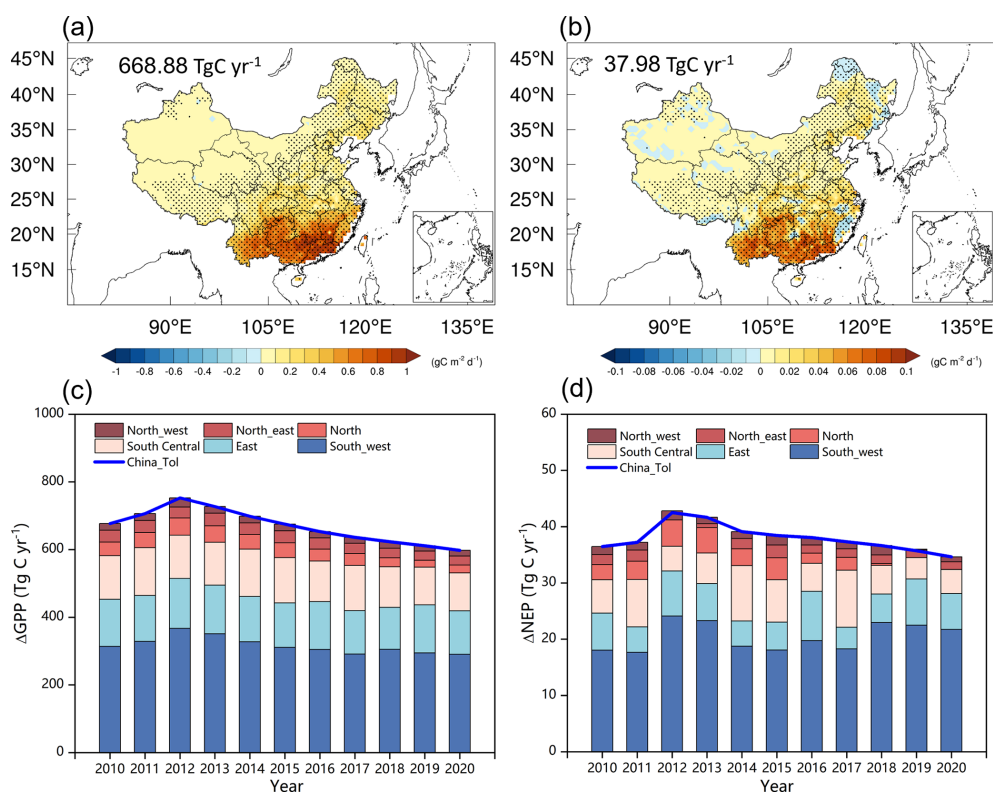 (a)
668.88 TgC yr⁻¹
45°N
40°N
35°N
30°N
25°N
20°N
15°N
90°E 105°E 120°E 135°E
-1 -0.8 -0.6 -0.4 -0.2 0 0.2 0.4 0.6 0.8 1 (gC m⁻² d⁻¹)
(b)
37.98 TgC yr⁻¹
45°N
40°N
35°N
30°N
25°N
20°N
15°N
90°E 105°E 120°E 135°E
-0.1 -0.08 -0.06 -0.04 -0.02 0 0.02 0.04 0.06 0.08 0.1 (gC m⁻² d⁻¹)
(c)
North_west North_east North
South Central East South_west
China_Tol
ΔGPP (Tg C yr⁻¹)
1000
800
600
400
200
0
2010 2011 2012 2013 2014 2015 2016 2017 2018 2019 2020
Year
(d)
North_west North_east North
South Central East South_west
China_Tol
ΔNEP (Tg C yr⁻¹)
60
50
40
30
20
10
0
2010 2011 2012 2013 2014 2015 2016 2017 2018 2019 2020
Year